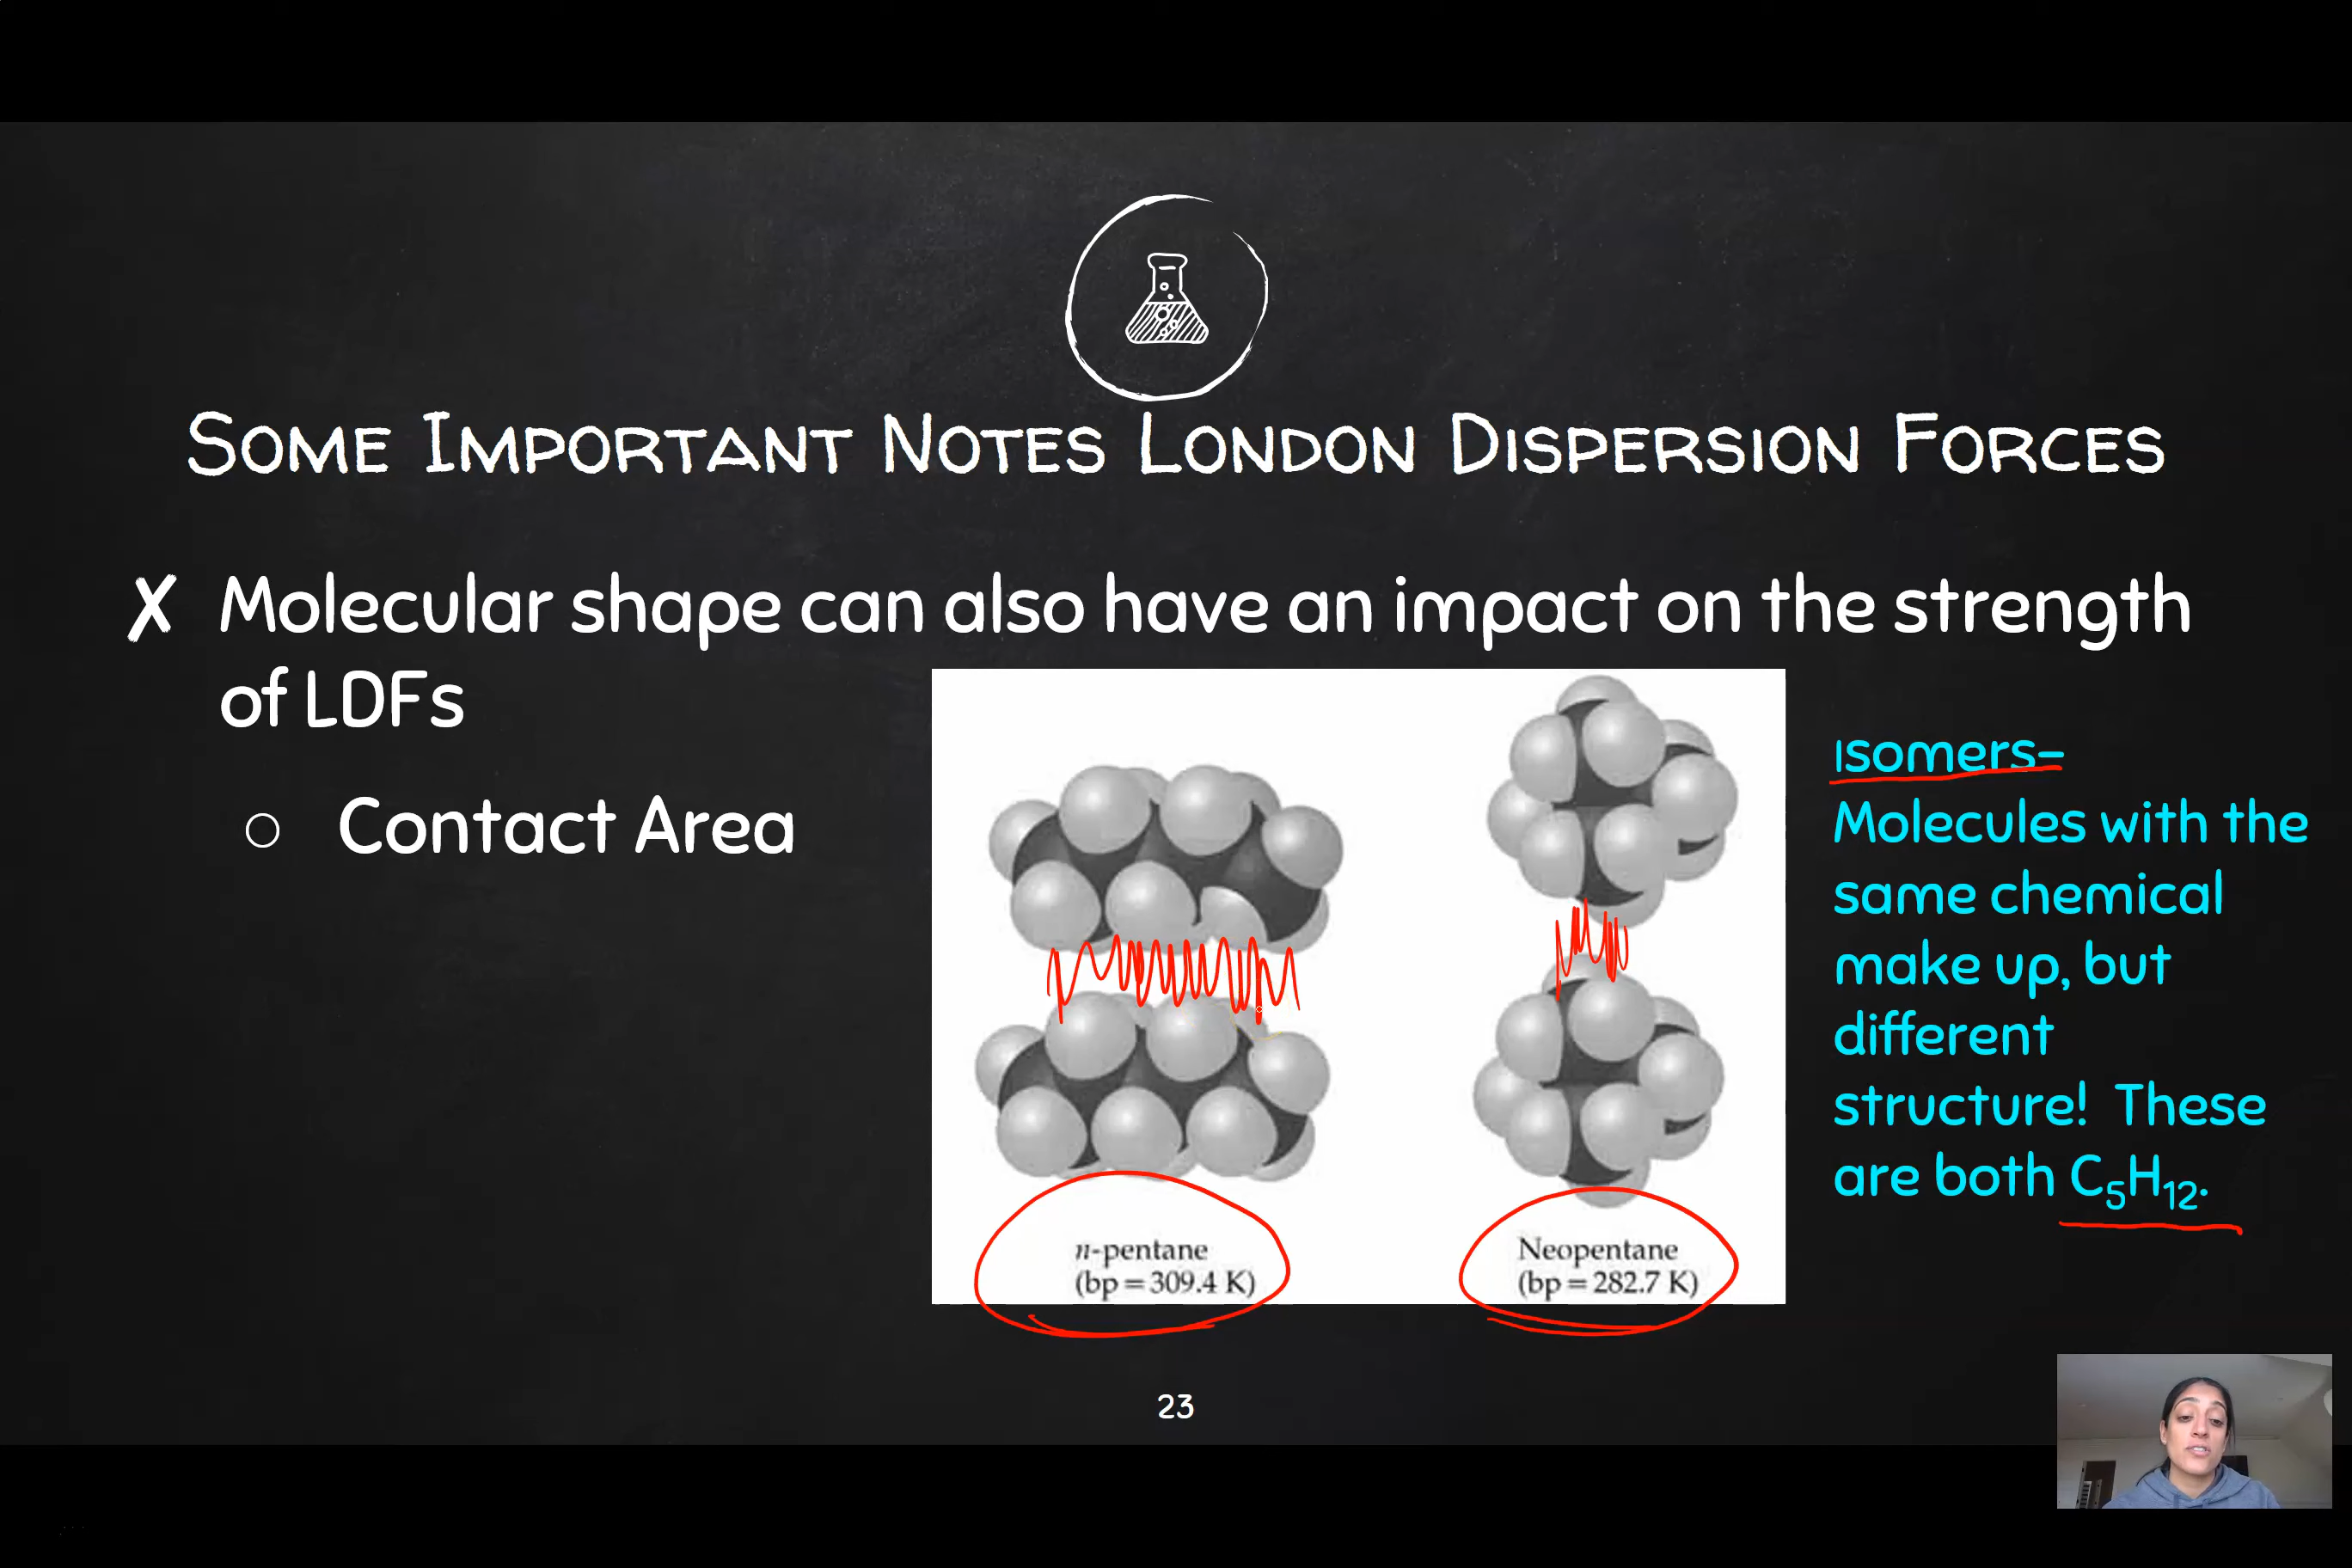 Some Important Notes London Dispersion Forces
✗ Molecular shape can also have an impact on the strength
of LDFs
○ Contact Area
n-pentane
(bp = 309.4 K)
Neopentane
(bp = 282.7 K)
Isomers-
Molecules with the
same chemical
make up, but
different
structure! These
are both C₅H₁₂.
23